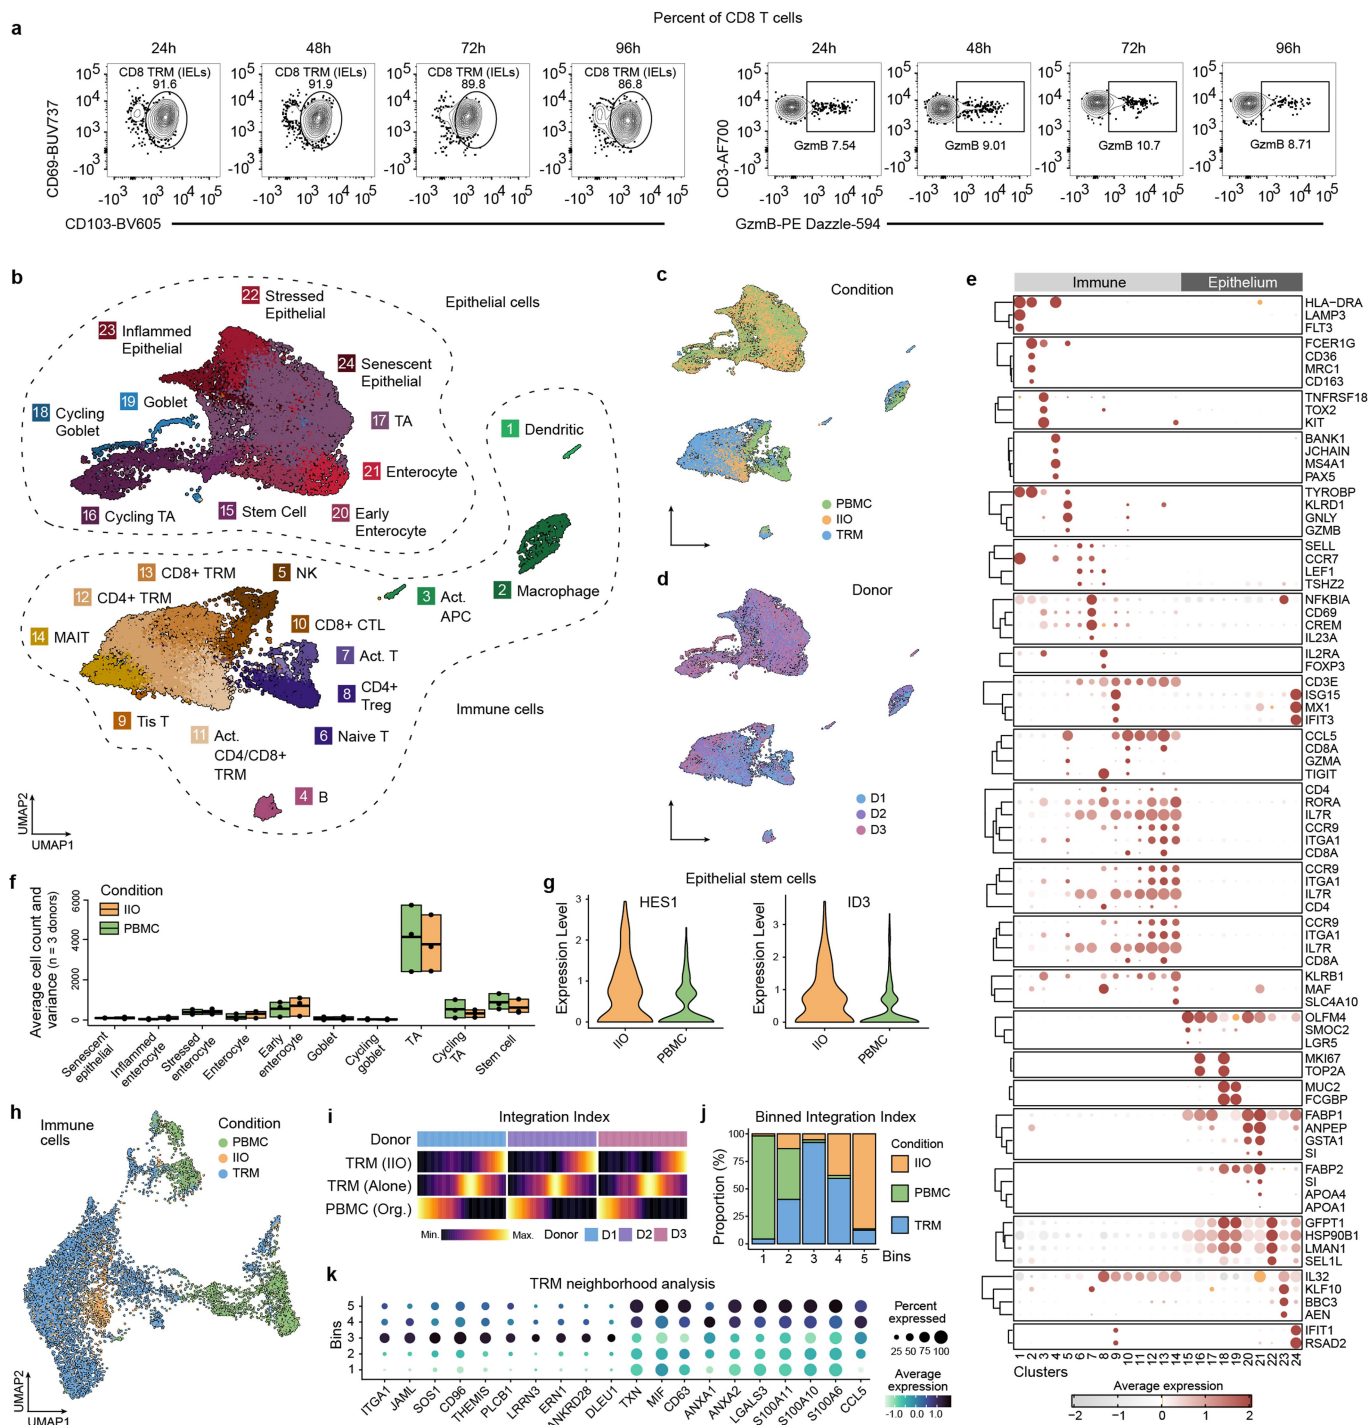 a
Percent of CD8 T cells
24h 48h 72h 96h 24h 48h 72h 96h
CD8 TRM (IELs) 91.6
CD8 TRM (IELs) 91.9
CD8 TRM (IELs) 89.8
CD8 TRM (IELs) 86.8
GzmB 7.54
GzmB 9.01
GzmB 10.7
GzmB 8.71
CD69-BUV737
CD3-AF700
10⁵ 10⁴ 10³ -10³
-10³ 10³ 10⁴ 10⁵
CD103-BV605
GzmB-PE Dazzle-594
b
Epithelial cells
22 Stressed Epithelial
23 Inflammed Epithelial
24 Senescent Epithelial
19 Goblet
18 Cycling Goblet
17 TA
1 Dendritic
21 Enterocyte
16 Cycling TA
15 Stem Cell
20 Early Enterocyte
13 CD8+ TRM
5 NK
12 CD4+ TRM
3 Act. APC
2 Macrophage
10 CD8+ CTL
14 MAIT
7 Act. T
8 CD4+ Treg
9 Tis T
11 Act. CD4/CD8+ TRM
6 Naive T
Immune cells
4 B
UMAP2
UMAP1
c
Condition
PBMC
IIO
TRM
d
Donor
D1
D2
D3
e
Immune Epithelium
HLA-DRA
LAMP3
FLT3
FCER1G
CD36
MRC1
CD163
TNFRSF18
TOX2
KIT
BANK1
JCHAIN
MS4A1
PAX5
TYROBP
KLRD1
GNLY
GZMB
SELL
CCR7
LEF1
TSHZ2
NFKBIA
CD69
CREM
IL23A
IL2RA
FOXP3
CD3E
ISG15
MX1
IFIT3
CCL5
CD8A
GZMA
TIGIT
CD4
RORA
IL7R
CCR9
ITGA1
CD8A
CCR9
ITGA1
IL7R
CD4
CCR9
ITGA1
IL7R
CD8A
KLRB1
MAF
SLC4A10
OLFM4
SMOC2
LGR5
MKI67
TOP2A
MUC2
FCGBP
FABP1
ANPEP
GSTA1
SI
FABP2
SI
APOA4
APOA1
GFPT1
HSP90B1
LMAN1
SEL1L
IL32
KLF10
BBC3
AEN
IFIT1
RSAD2
1 2 3 4 5 6 7 8 9 10 11 12 13 14 15 16 17 18 19 20 21 22 23 24
Clusters
Average expression
−2 −1 0 1 2
f
Condition
IIO
PBMC
Average cell count and variance (n = 3 donors)
6000
4000
2000
0
Senescent epithelial
Inflammed enterocyte
Stressed enterocyte
Enterocyte
Early enterocyte
Goblet
Cycling goblet
TA
Cycling TA
Stem cell
g
Epithelial stem cells
HES1 ID3
Expression Level
2
1
0
Expression Level
3
2
1
0
IIO PBMC IIO PBMC
h
Immune cells
Condition
PBMC
IIO
TRM
UMAP2
UMAP1
i
Integration Index
Donor
TRM (IIO)
TRM (Alone)
PBMC (Org.)
Min. Max. Donor D1 D2 D3
j
Binned Integration Index
Proportion (%)
100
75
50
25
0
1 2 3 4 5
Bins
Condition
IIO
PBMC
TRM
k
TRM neighborhood analysis
Bins
5
4
3
2
1
ITGA1
JAML
SOS1
CD96
THEMIS
PLCB1
LRRN3
ERN1
ANKRD28
DLEU1
TXN
MIF
CD63
ANXA1
ANXA2
LGALS3
S100A11
S100A10
S100A6
CCL5
Percent expressed
25 50 75 100
Average expression
-1.0 0.0 1.0